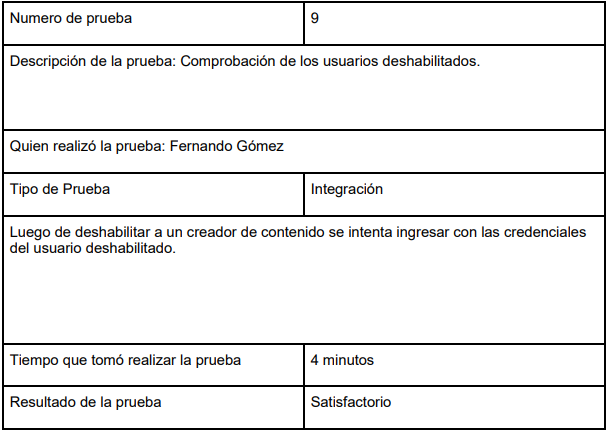 Numero de prueba 9
Descripción de la prueba: Comprobación de los usuarios deshabilitados.
Quien realizó la prueba: Fernando Gómez
Tipo de Prueba Integración
Luego de deshabilitar a un creador de contenido se intenta ingresar con las credenciales
del usuario deshabilitado.
Tiempo que tomó realizar la prueba 4 minutos
Resultado de la prueba Satisfactorio